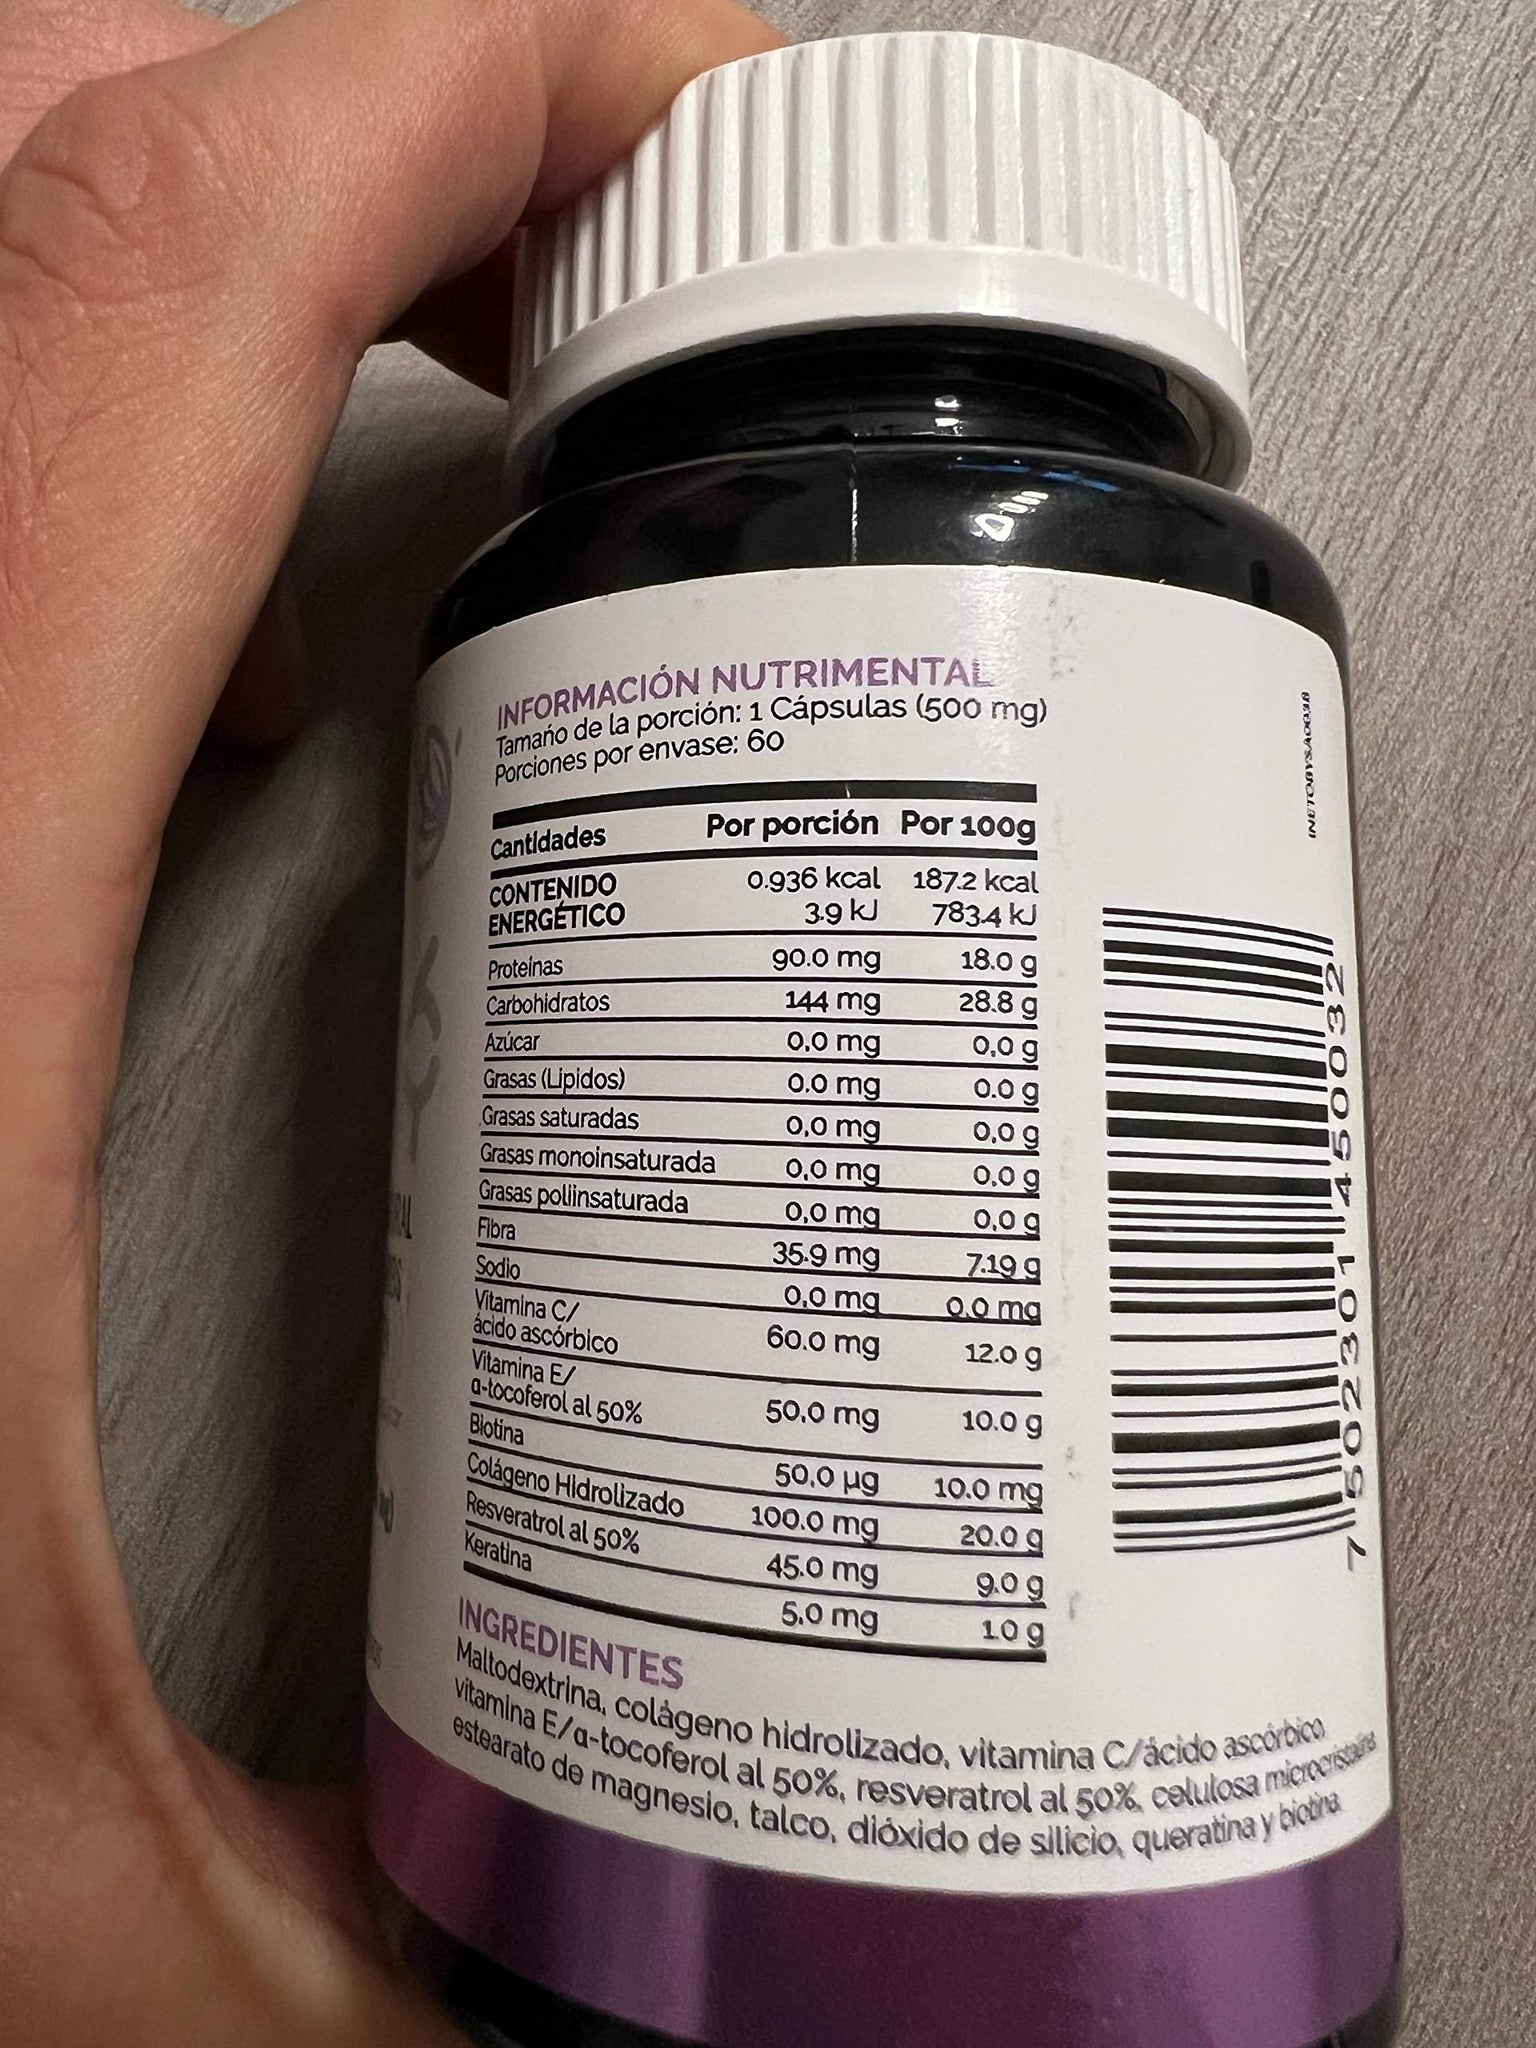 INFORMACIÓN NUTRIMENTAL
Tamaño de la porción: 1 Cápsulas (500 mg)
Porciones por envase: 60
Cantidades Por porción Por 100g
CONTENIDO ENERGÉTICO 0.936 kcal 187.2 kcal
3.9 kJ 783.4 kJ
Proteínas 90.0 mg 18.0 g
Carbohidratos 144 mg 28.8 g
Azúcar 0,0 mg 0,0 g
Grasas (Lipidos) 0.0 mg 0.0 g
Grasas saturadas 0,0 mg 0,0 g
Grasas monoinsaturada 0,0 mg 0,0 g
Grasas poliinsaturada 0,0 mg 0,0 g
Fibra 35.9 mg 7.19 g
Sodio 0,0 mg 0,0 mg
Vitamina C/
ácido ascórbico 60.0 mg 12.0 g
Vitamina E/
α-tocoferol al 50% 50,0 mg 10.0 g
Biotina 50,0 µg 10.0 mg
Colágeno Hidrolizado 100.0 mg 20.0 g
Resveratrol al 50% 45.0 mg 9.0 g
Keratina 5,0 mg 1.0 g
INGREDIENTES
Maltodextrina, colágeno hidrolizado, vitamina C/ácido ascórbico,
vitamina E/α-tocoferol al 50%, resveratrol al 50%, celulosa microcristalina
estearato de magnesio, talco, dióxido de silicio, queratina y biotina
7 502301 450032